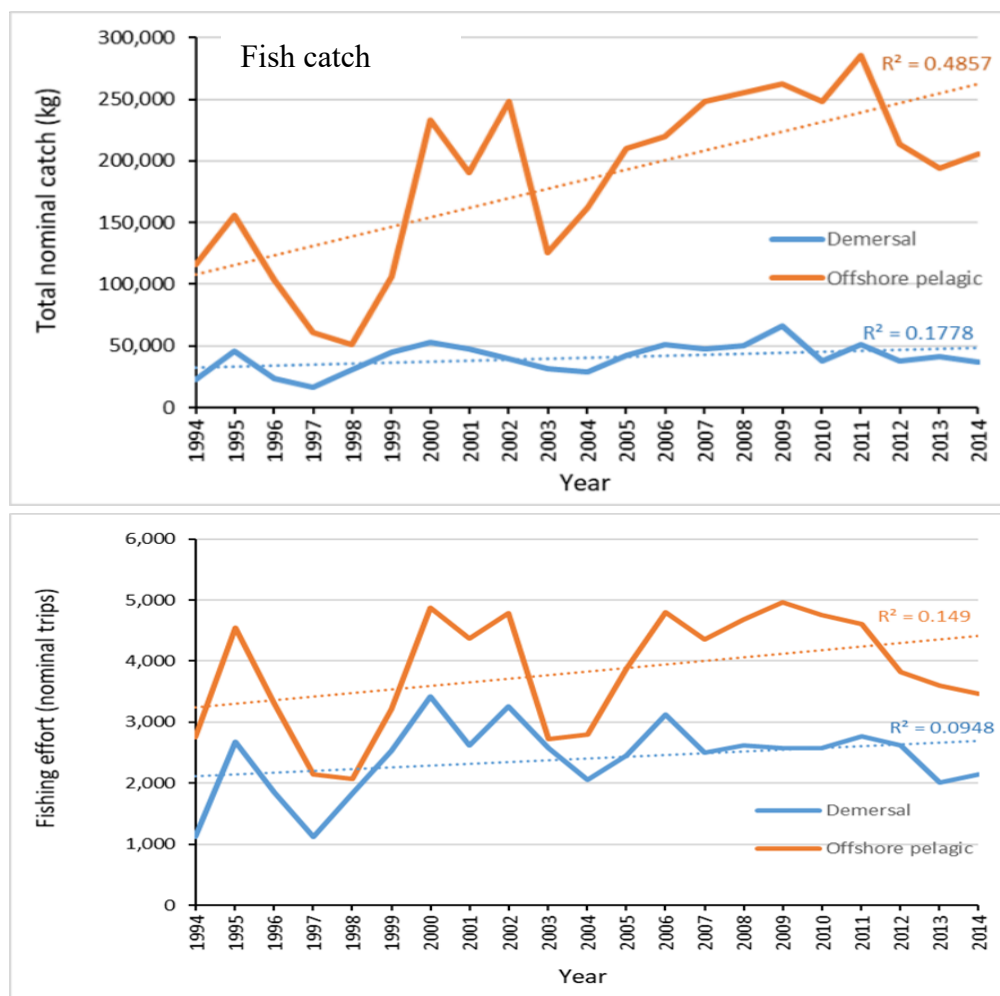 Fish catch
Total nominal catch (kg)
300,000
250,000
200,000
150,000
100,000
50,000
0
R² = 0.4857
Demersal
Offshore pelagic
R² = 0.1778
1994 1995 1996 1997 1998 1999 2000 2001 2002 2003 2004 2005 2006 2007 2008 2009 2010 2011 2012 2013 2014
Year
Fishing effort (nominal trips)
6,000
5,000
4,000
3,000
2,000
1,000
0
R² = 0.149
R² = 0.0948
Demersal
Offshore pelagic
1994 1995 1996 1997 1998 1999 2000 2001 2002 2003 2004 2005 2006 2007 2008 2009 2010 2011 2012 2013 2014
Year